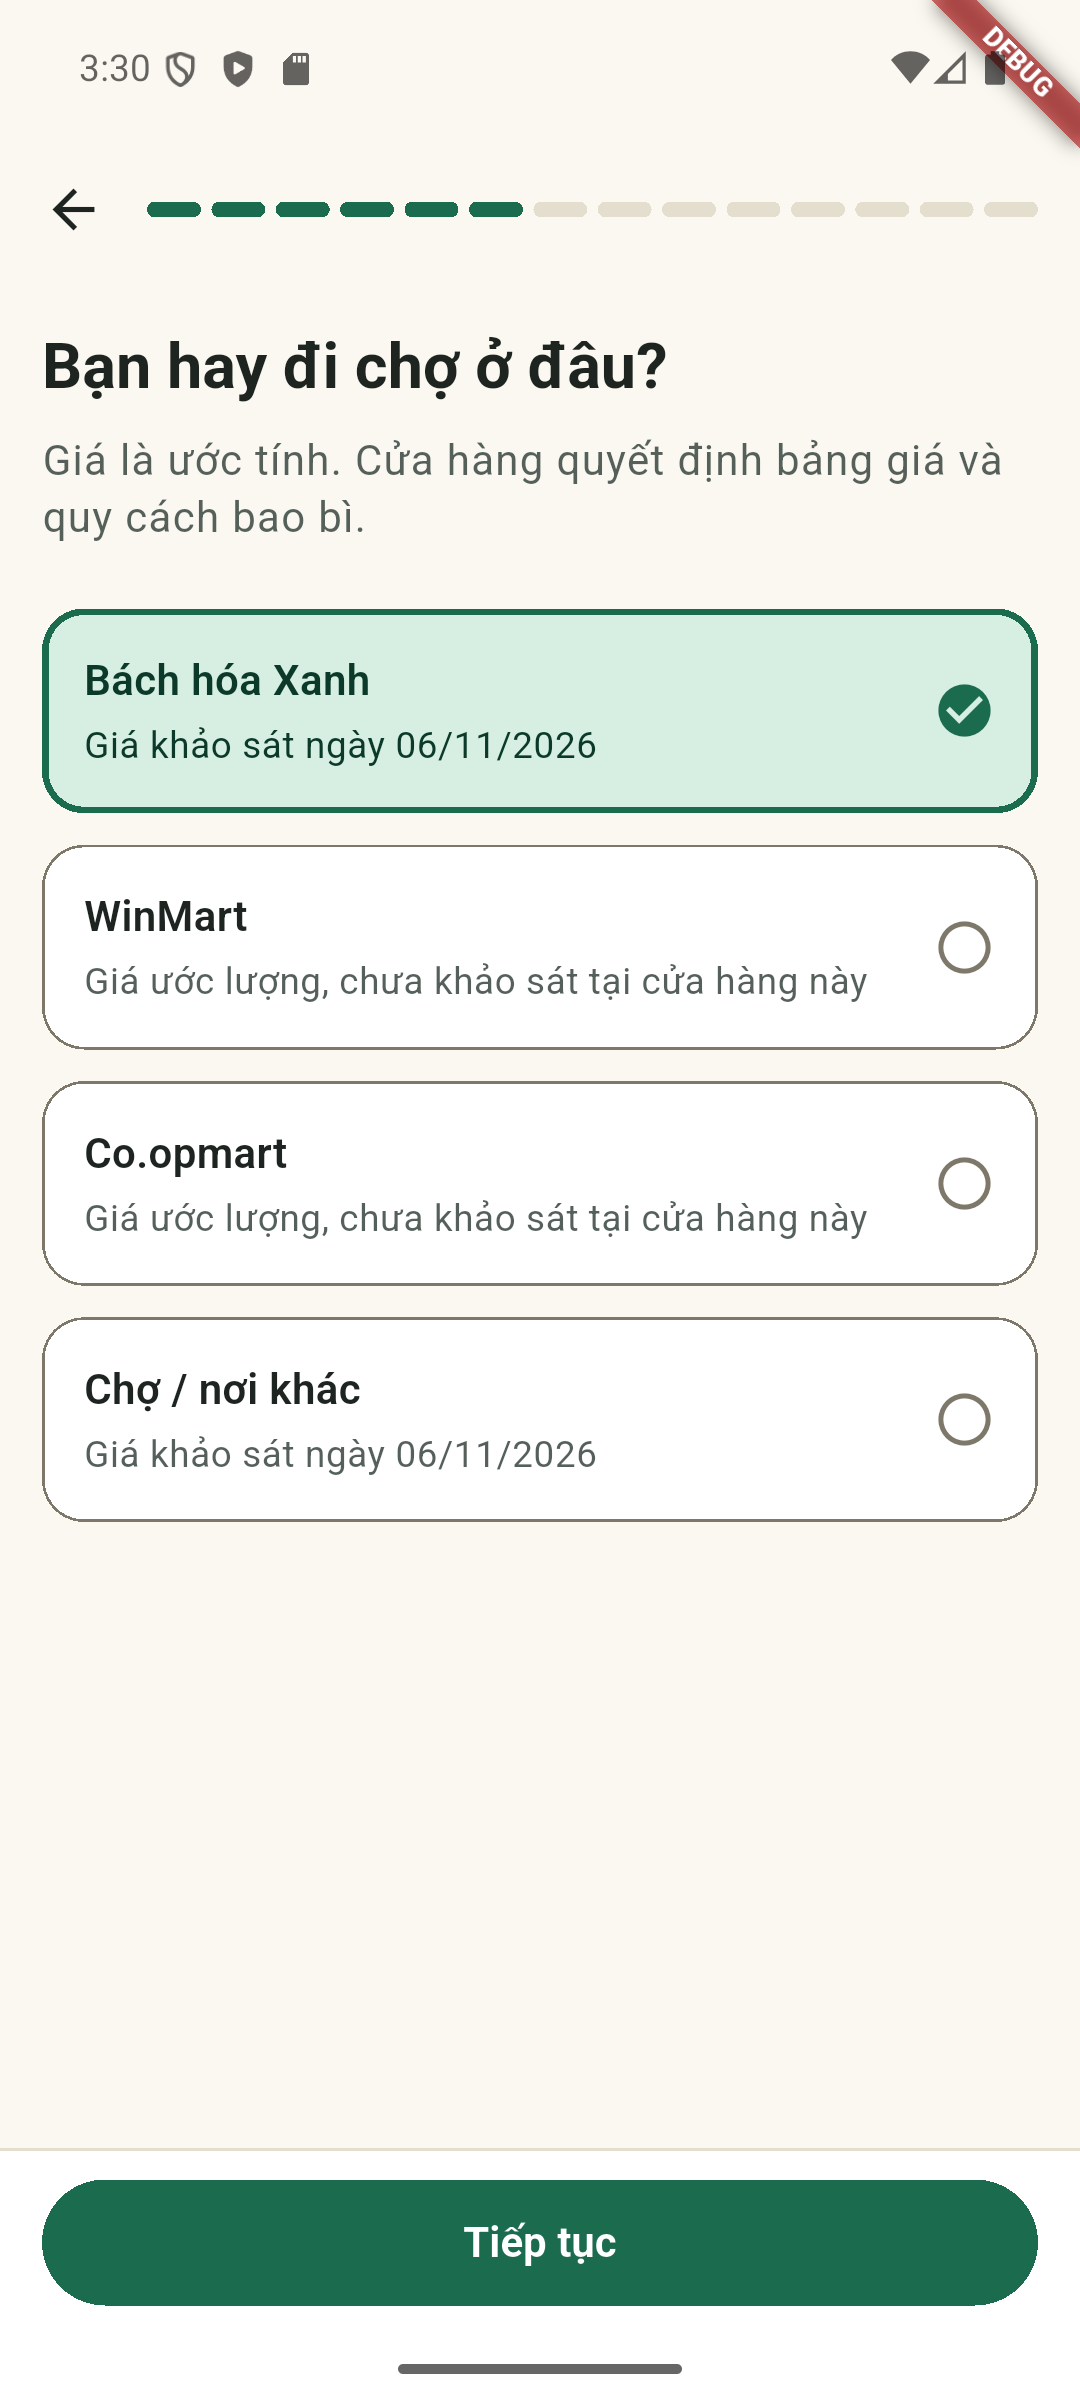 3:30
DEBUG
Bạn hay đi chợ ở đâu?
Giá là ước tính. Cửa hàng quyết định bảng giá và
quy cách bao bì.
Bách hóa Xanh
Giá khảo sát ngày 06/11/2026
WinMart
Giá ước lượng, chưa khảo sát tại cửa hàng này
Co.opmart
Giá ước lượng, chưa khảo sát tại cửa hàng này
Chợ / nơi khác
Giá khảo sát ngày 06/11/2026
Tiếp tục